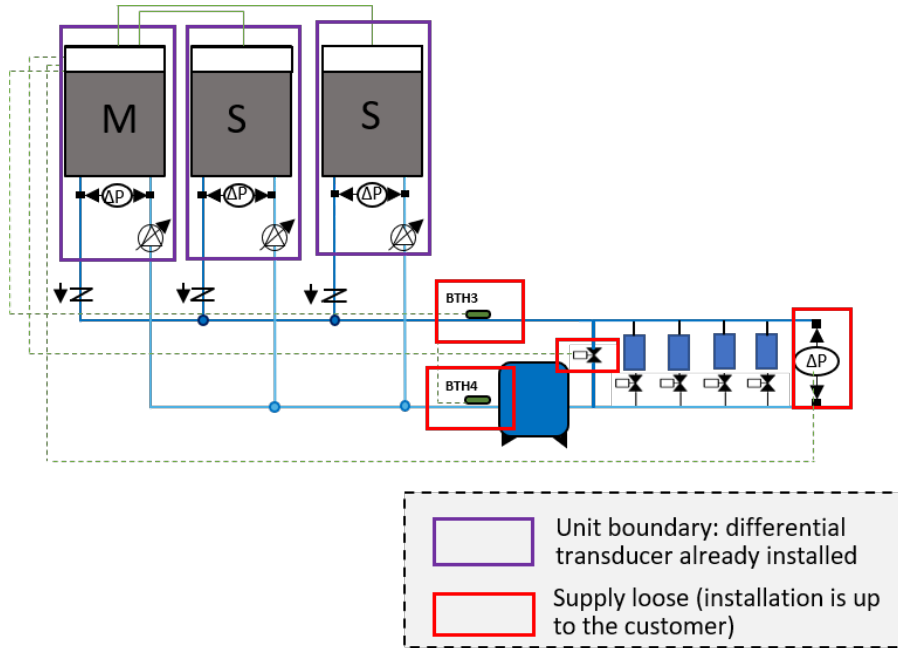 M
S
S
ΔP
ΔP
ΔP
BTH3
ΔP
BTH4
Unit boundary: differential
transducer already installed
Supply loose (installation is up
to the customer)